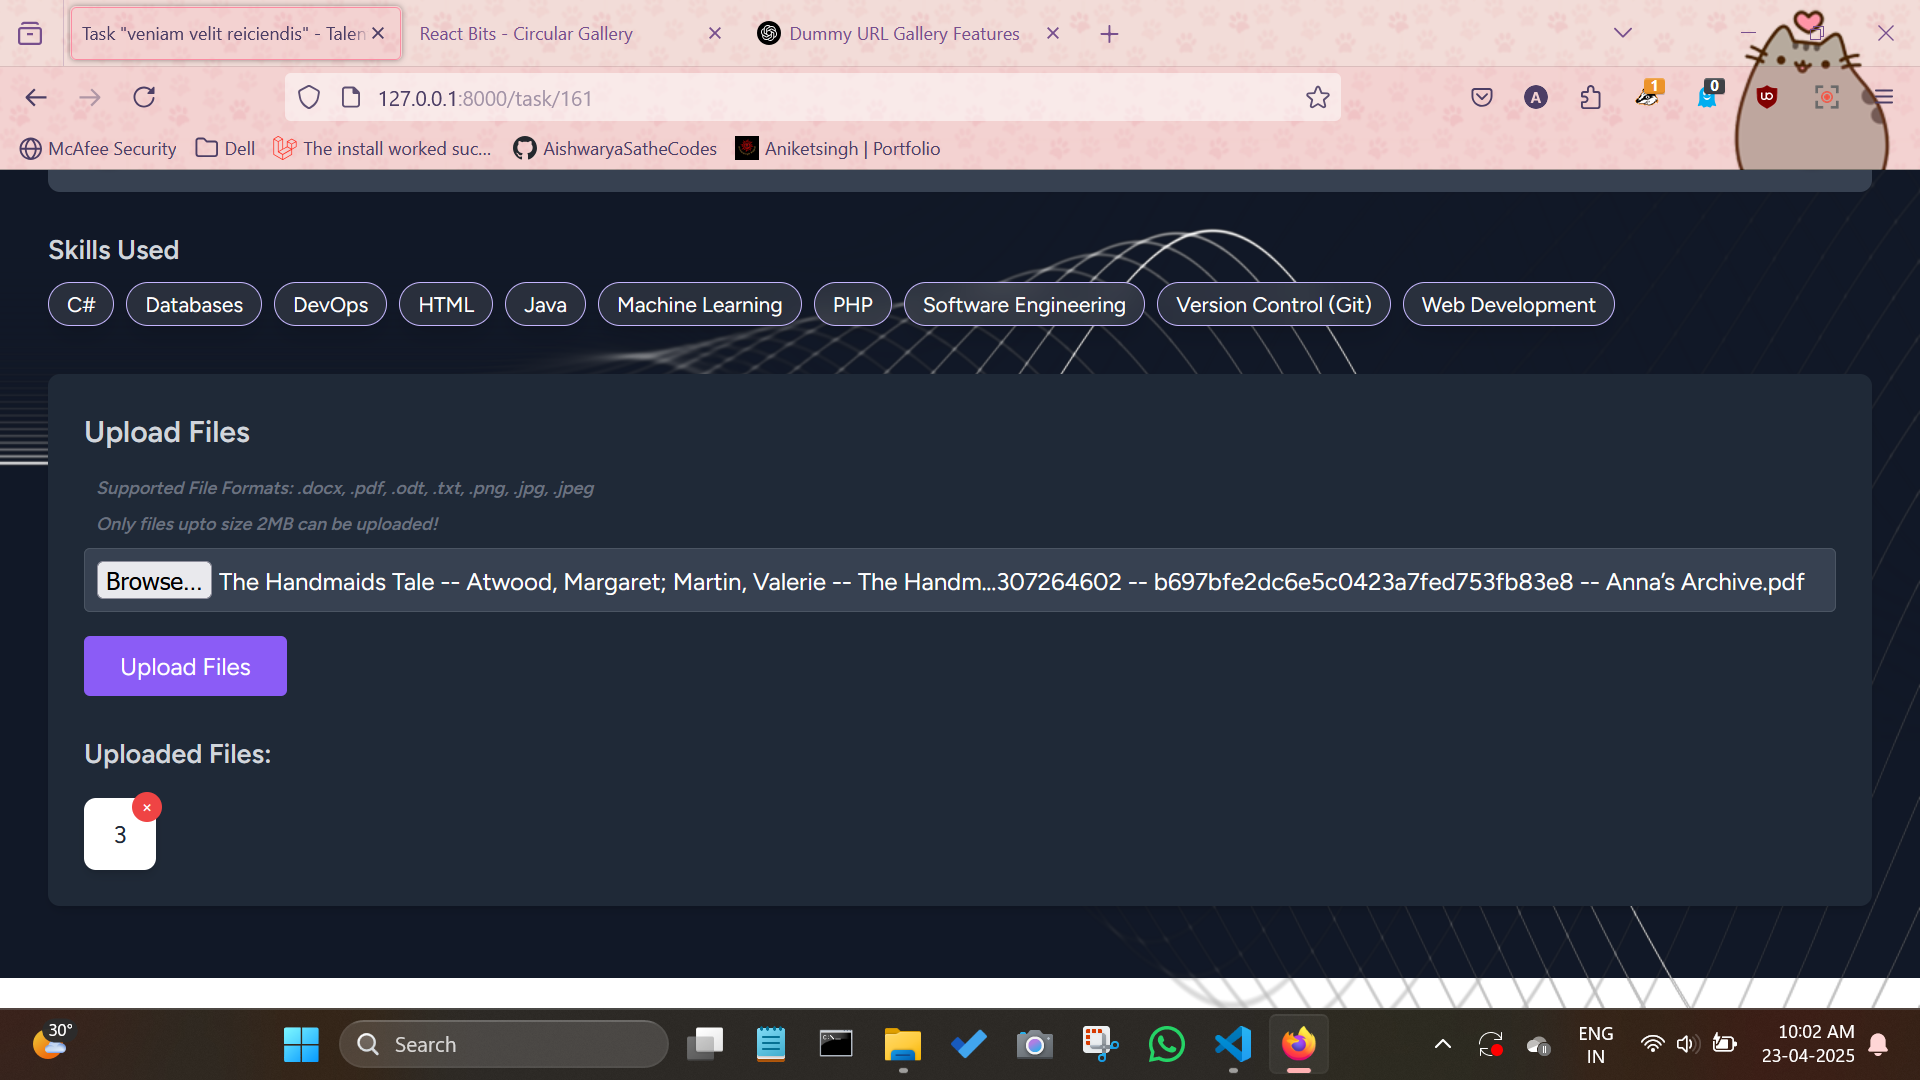 Task "veniam velit reiciendis" - Talen
React Bits - Circular Gallery
Dummy URL Gallery Features
127.0.0.1:8000/task/161
A
1
0
McAfee Security
Dell
The install worked suc...
AishwaryaSatheCodes
Aniketsingh | Portfolio
Skills Used
C#
Databases
DevOps
HTML
Java
Machine Learning
PHP
Software Engineering
Version Control (Git)
Web Development
Upload Files
Supported File Formats: .docx, .pdf, .odt, .txt, .png, .jpg, .jpeg
Only files upto size 2MB can be uploaded!
Browse... The Handmaids Tale -- Atwood, Margaret; Martin, Valerie -- The Handm...307264602 -- b697bfe2dc6e5c0423a7fed753fb83e8 -- Anna’s Archive.pdf
Upload Files
Uploaded Files:
×
3
30°
Search
ENG
IN
10:02 AM
23-04-2025